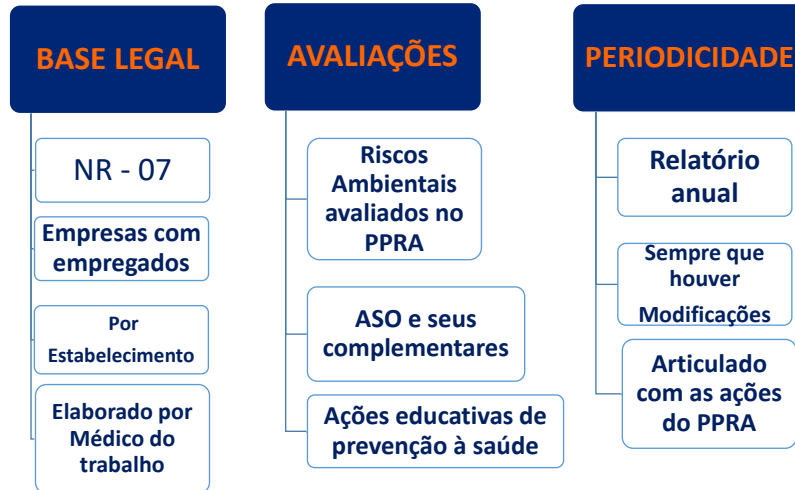 BASE LEGAL
NR - 07
Empresas com
empregados
Por
Estabelecimento
Elaborado por
Médico do
trabalho
AVALIAÇÕES
Riscos
Ambientais
avaliados no
PPRA
ASO e seus
complementares
Ações educativas de
prevenção à saúde
PERIODICIDADE
Relatório
anual
Sempre que
houver
Modificações
Articulado
com as ações
do PPRA